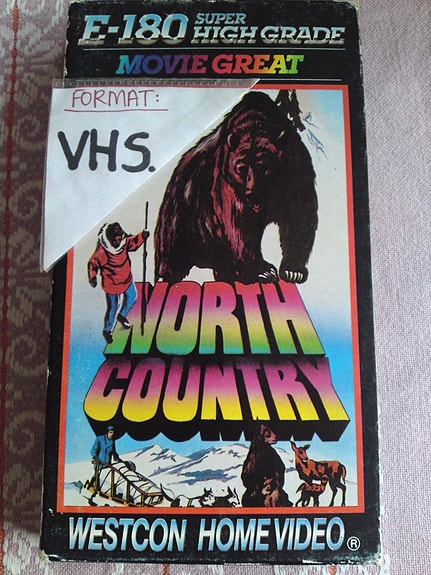 E-180 SUPER HIGH GRADE
MOVIE GREAT
FORMAT:
VHS.
NORTH
COUNTRY
WESTCON HOME VIDEO ®